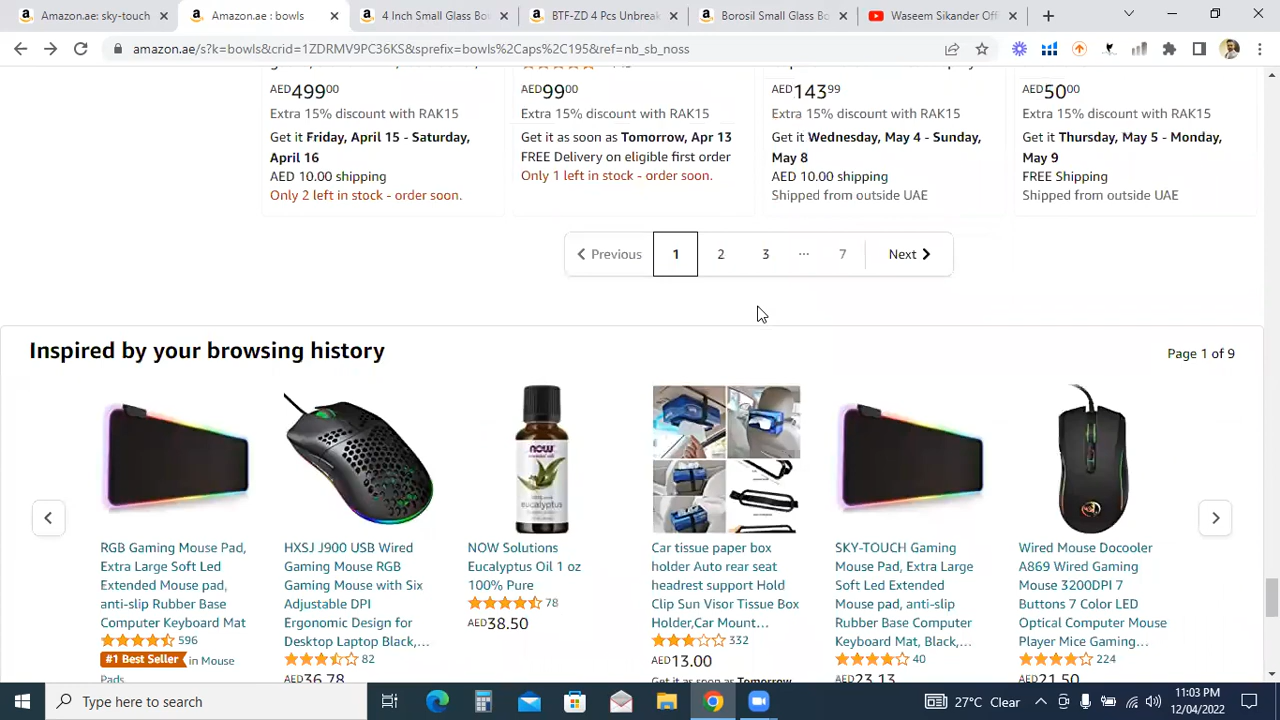 Amazon.ae: sky-touch
Amazon.ae : bowls
4 Inch Small Glass Bo
BTF-ZD 4 Pcs Unbreak
Borosil Small Glass Bo
Waseem Sikander Offi
amazon.ae/s?k=bowls&crid=1ZDRMV9PC36KS&sprefix=bowls%2Caps%2C195&ref=nb_sb_noss
AED49900
Extra 15% discount with RAK15
Get it Friday, April 15 - Saturday,
April 16
AED 10.00 shipping
Only 2 left in stock - order soon.
AED9900
Extra 15% discount with RAK15
Get it as soon as Tomorrow, Apr 13
FREE Delivery on eligible first order
Only 1 left in stock - order soon.
AED14399
Extra 15% discount with RAK15
Get it Wednesday, May 4 - Sunday,
May 8
AED 10.00 shipping
Shipped from outside UAE
AED5000
Extra 15% discount with RAK15
Get it Thursday, May 5 - Monday,
May 9
FREE Shipping
Shipped from outside UAE
Previous 1 2 3 ... 7 Next
Inspired by your browsing history
Page 1 of 9
RGB Gaming Mouse Pad,
Extra Large Soft Led
Extended Mouse pad,
anti-slip Rubber Base
Computer Keyboard Mat
596
#1 Best Seller in Mouse
Pads
HXSJ J900 USB Wired
Gaming Mouse RGB
Gaming Mouse with Six
Adjustable DPI
Ergonomic Design for
Desktop Laptop Black,...
82
AED36.78
NOW
eucalyptus
NOW Solutions
Eucalyptus Oil 1 oz
100% Pure
78
AED38.50
Car tissue paper box
holder Auto rear seat
headrest support Hold
Clip Sun Visor Tissue Box
Holder,Car Mount...
332
AED13.00
Get it as soon as Tomorrow
SKY-TOUCH Gaming
Mouse Pad, Extra Large
Soft Led Extended
Mouse pad, anti-slip
Rubber Base Computer
Keyboard Mat, Black,...
40
AED23.13
Wired Mouse Docooler
A869 Wired Gaming
Mouse 3200DPI 7
Buttons 7 Color LED
Optical Computer Mouse
Player Mice Gaming...
224
AED21.50
Type here to search
27°C Clear
11:03 PM
12/04/2022